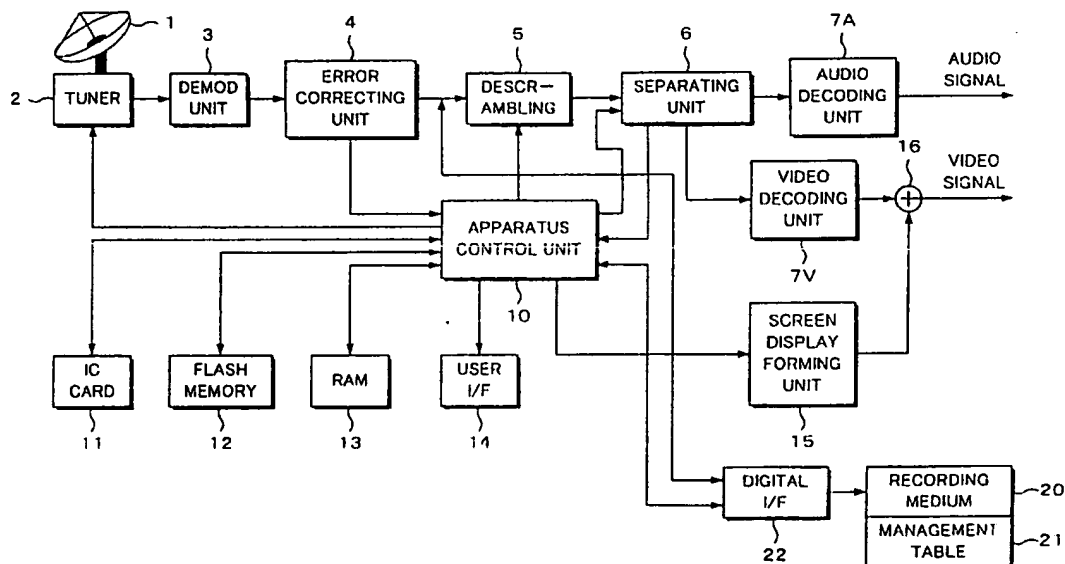 1
2
TUNER
3
DEMOD
UNIT
4
ERROR
CORRECTING
UNIT
5
DESCR—
AMBLING
6
SEPARATING
UNIT
7A
AUDIO
DECODING
UNIT
AUDIO
SIGNAL
VIDEO
DECODING
UNIT
7V
16
VIDEO
SIGNAL
APPARATUS
CONTROL UNIT
10
IC
CARD
11
FLASH
MEMORY
12
RAM
13
USER
I/F
14
SCREEN
DISPLAY
FORMING
UNIT
15
DIGITAL
I/F
22
RECORDING
MEDIUM
20
MANAGEMENT
TABLE
21